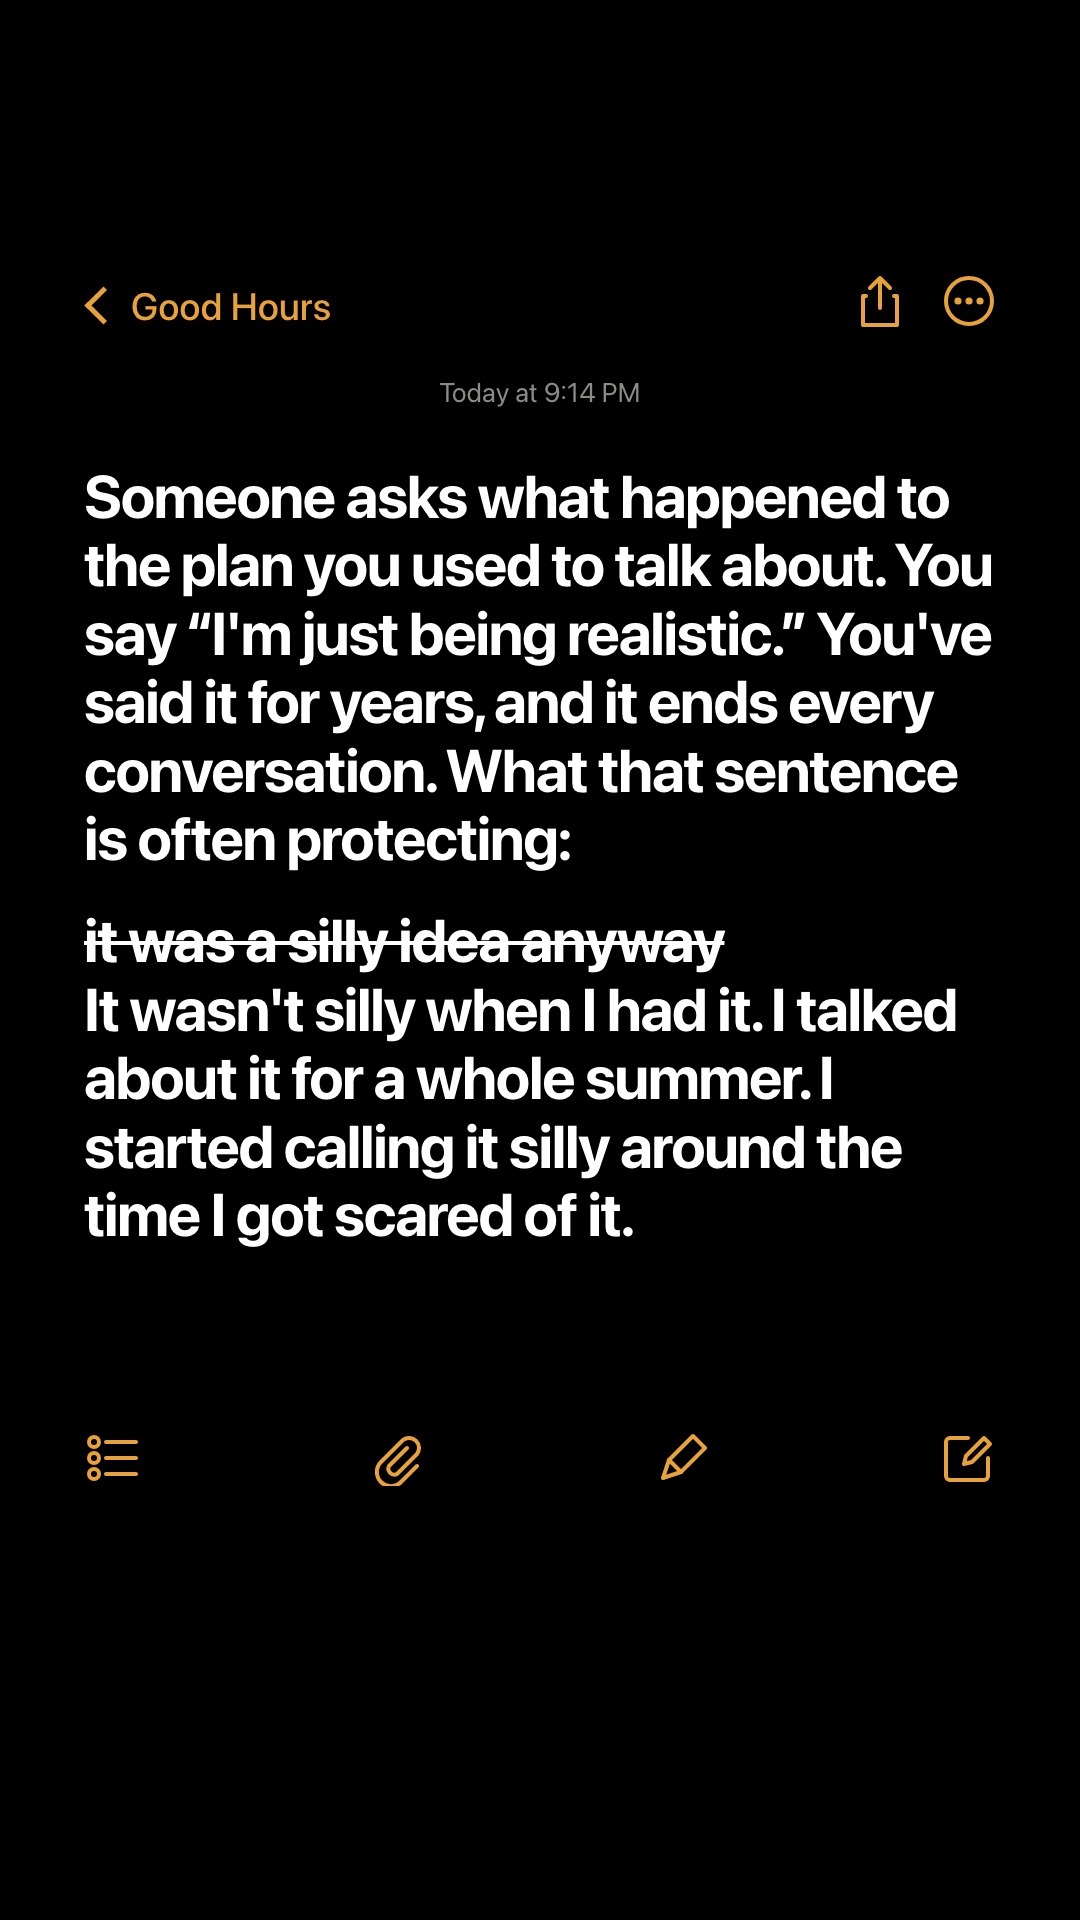 Good Hours
Today at 9:14 PM
Someone asks what happened to
the plan you used to talk about. You
say “I'm just being realistic.” You've
said it for years, and it ends every
conversation. What that sentence
is often protecting:
it was a silly idea anyway
It wasn't silly when I had it. I talked
about it for a whole summer. I
started calling it silly around the
time I got scared of it.